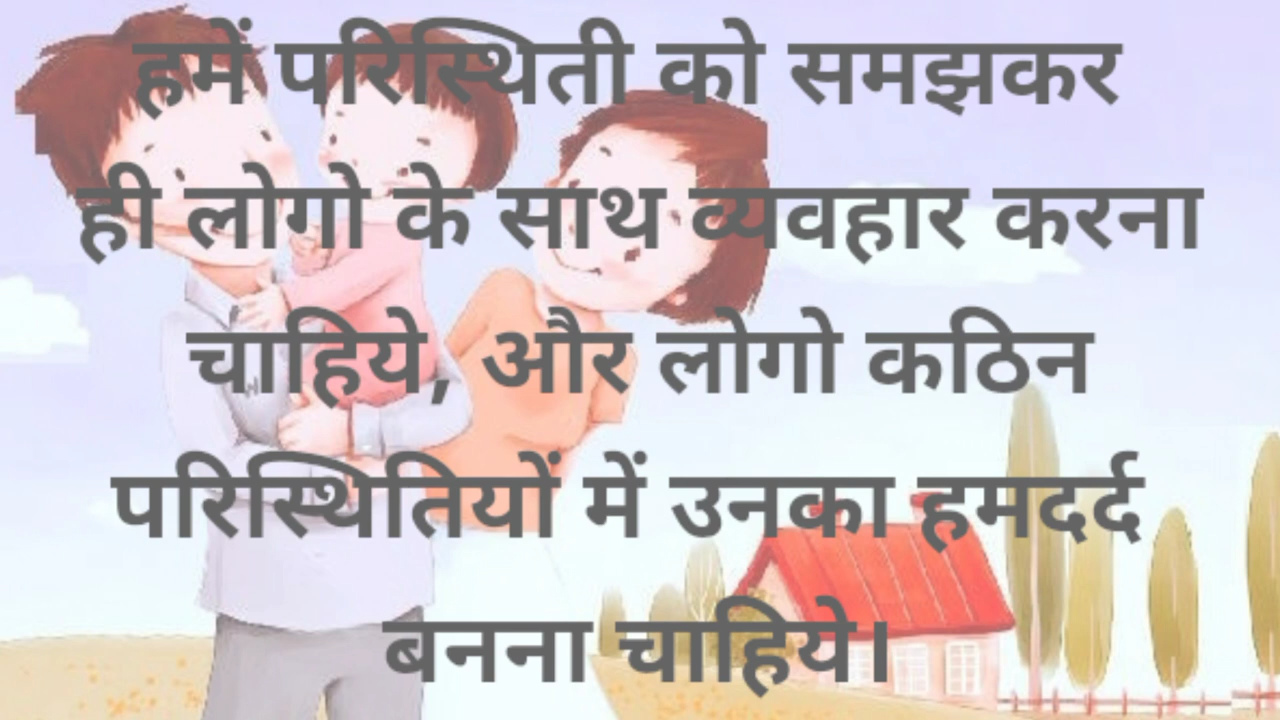 हमें परिस्थिती को समझकर
ही लोगो के साथ व्यवहार करना
चाहिये, और लोगो कठिन
परिस्थितियों में उनका हमदर्द
बनना चाहिये।